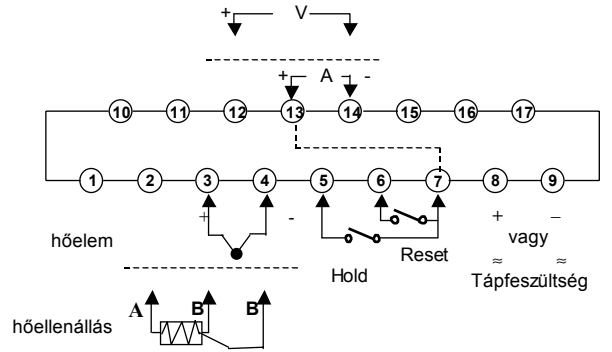 + V
+ A -
10 11 12 13 14 15 16 17
1 2 3 4 5 6 7 8 9
hőelem + - + −
Reset vagy
Hold ≈ ≈
Tápfeszültség
A B B
hőellenállás